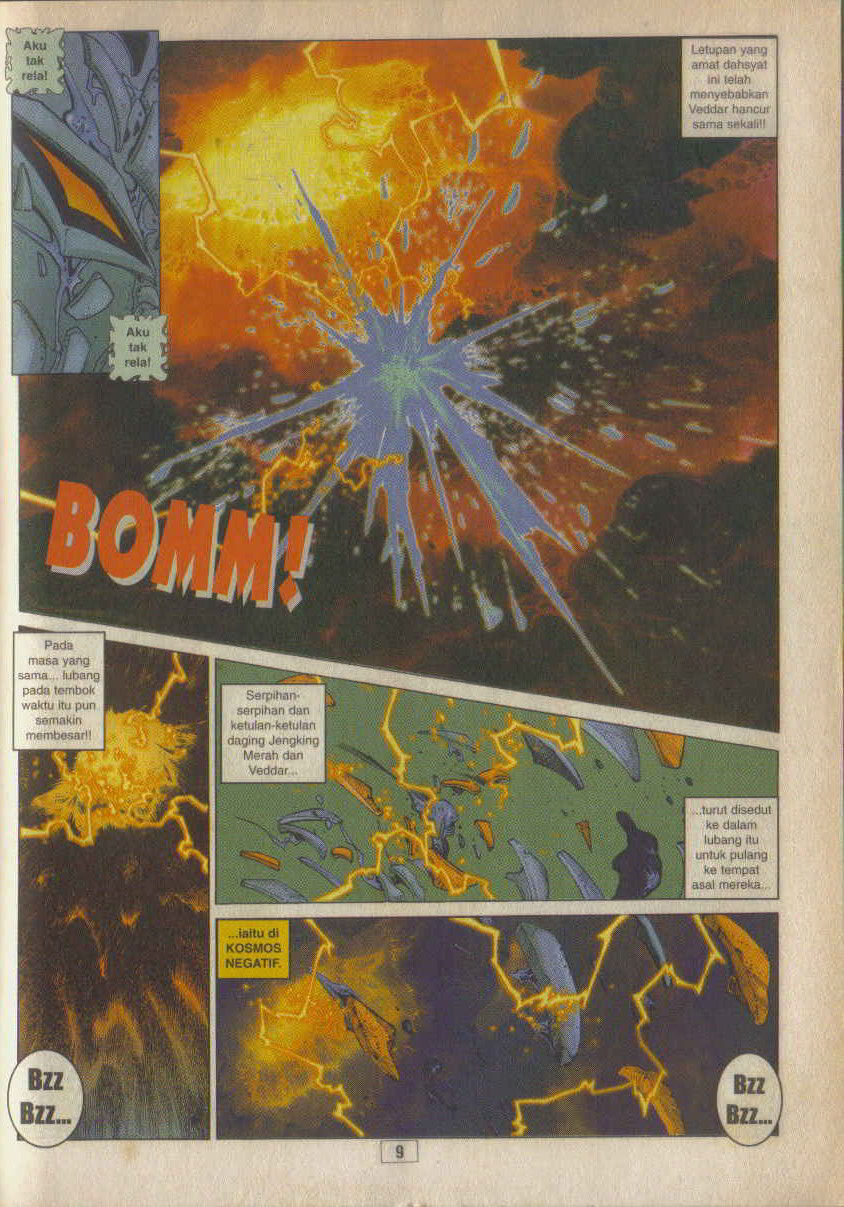 Aku
tak
rela!
Aku
tak
rela!
Letupan yang
amat dahsyat
ini telah
menyebabkan
Veddar hancur
sama sekali!!
BOMM!
Pada
masa yang
sama... lubang
pada tembok
waktu itu pun
semakin
membesar!!
Serpihan-
serpihan dan
ketulan-ketulan
daging Jengking
Merah dan
Veddar...
...turut disedut
ke dalam
lubang itu
untuk pulang
ke tempat
asal mereka...
...iaitu di
KOSMOS
NEGATIF.
Bzz
Bzz...
Bzz
Bzz...
9